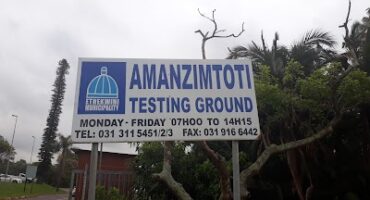 ETHEKWINI
MUNICIPALITY
AMANZIMTOTI
TESTING GROUND
MONDAY - FRIDAY 07H00 TO 14H15
TEL: 031 311 5451/2/3 FAX: 031 916 6442